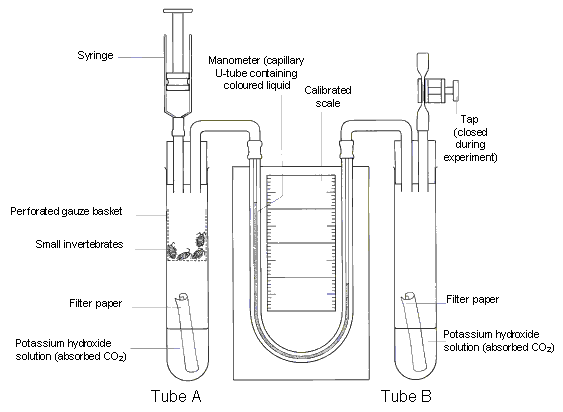 Syringe
Manometer (capillary
U-tube containing
coloured liquid
Calibrated
scale
Tap
(closed
during
experiment)
Perforated gauze basket
Small invertebrates
Filter paper
Potassium hydroxide
solution (absorbed CO₂)
Filter paper
Potassium hydroxide
solution (absorbed CO₂)
Tube A
Tube B